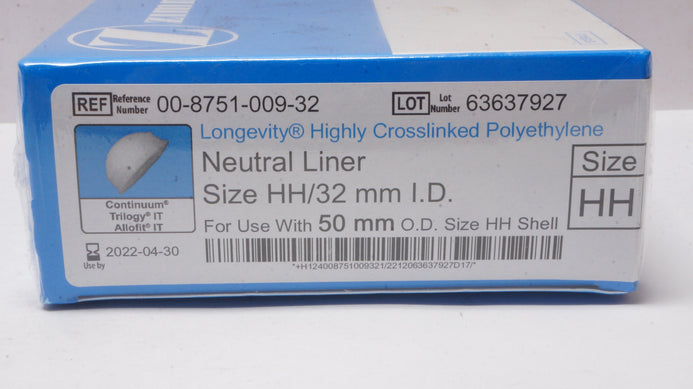 REF Reference Number 00-8751-009-32
LOT Lot Number 63637927
Longevity® Highly Crosslinked Polyethylene
Neutral Liner
Size HH/32 mm I.D.
For Use With 50 mm O.D. Size HH Shell
Size
HH
Continuum®
Trilogy® IT
Allofit® IT
Use by 2022-04-30
*+H124008751009321/2212063637927D17/*